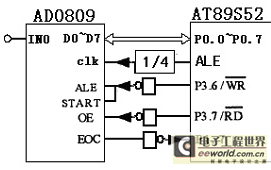 AD0809 AT89S52
IN0 D0~D7 P0.0~P0.7
clk 1/4 ALE
ALE P3.6/WR
START
OE P3.7/RD
EOC
电子工程世界
eeworld.com.cn